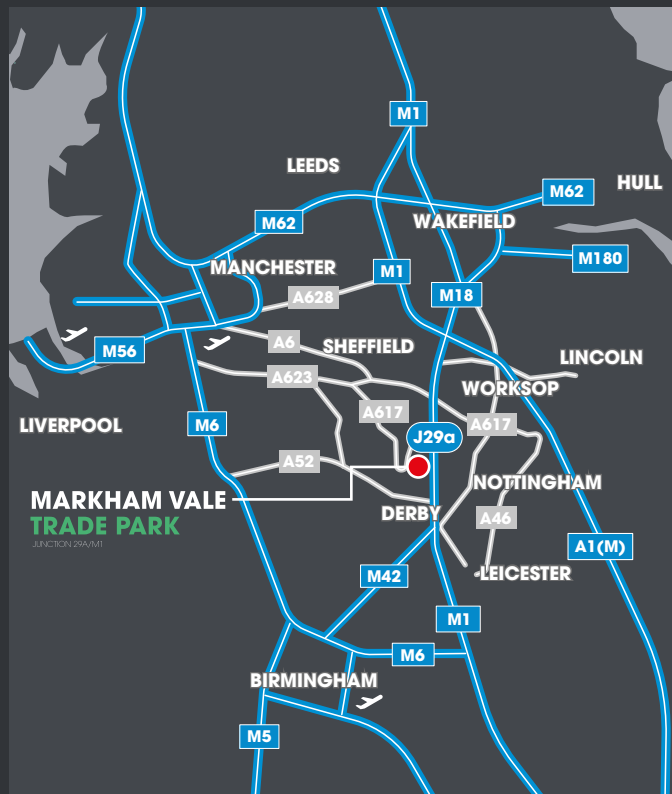 M1
LEEDS
HULL
M62
M62
WAKEFIELD
MANCHESTER
M1
M180
A628
M18
A6
SHEFFIELD
M56
LINCOLN
A623
WORKSOP
A617
LIVERPOOL
M6
A617
J29a
A52
NOTTINGHAM
MARKHAM VALE
TRADE PARK
JUNCTION 29A/M1
DERBY
A46
A1(M)
M42
LEICESTER
M1
M6
BIRMINGHAM
M5